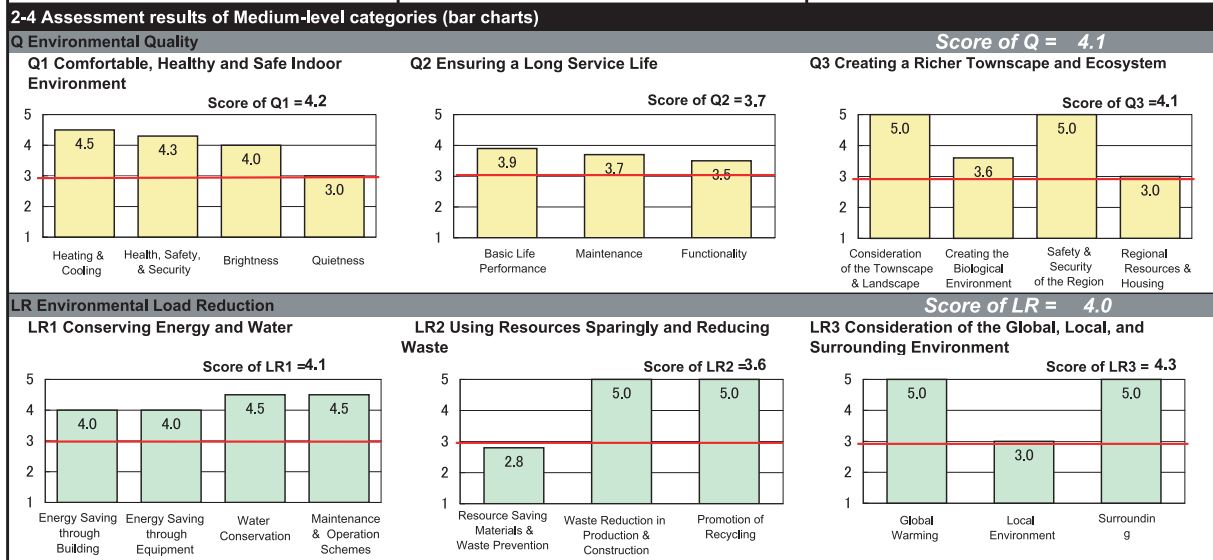 2-4 Assessment results of Medium-level categories (bar charts)
Q Environmental Quality
Score of Q = 4.1
Q1 Comfortable, Healthy and Safe Indoor
Environment
Score of Q1 = 4.2
5
4
3
2
1
4.5
4.3
4.0
3.0
Heating &
Cooling
Health, Safety,
& Security
Brightness
Quietness
Q2 Ensuring a Long Service Life
Score of Q2 = 3.7
5
4
3
2
1
3.9
3.7
3.5
Basic Life
Performance
Maintenance
Functionality
Q3 Creating a Richer Townscape and Ecosystem
Score of Q3 = 4.1
5
4
3
2
1
5.0
3.6
5.0
3.0
Consideration
of the Townscape
& Landscape
Creating the
Biological
Environment
Safety &
Security
of the Region
Regional
Resources &
Housing
LR Environmental Load Reduction
Score of LR = 4.0
LR1 Conserving Energy and Water
Score of LR1 =4.1
5
4
3
2
1
4.0
4.0
4.5
4.5
Energy Saving
through
Building
Energy Saving
through
Equipment
Water
Conservation
Maintenance
& Operation
Schemes
LR2 Using Resources Sparingly and Reducing
Waste
Score of LR2 =3.6
5
4
3
2
1
2.8
5.0
5.0
Resource Saving
Materials &
Waste Prevention
Waste Reduction in
Production &
Construction
Promotion of
Recycling
LR3 Consideration of the Global, Local, and
Surrounding Environment
Score of LR3 = 4.3
5
4
3
2
1
5.0
3.0
5.0
Global
Warming
Local
Environment
Surroundin
g